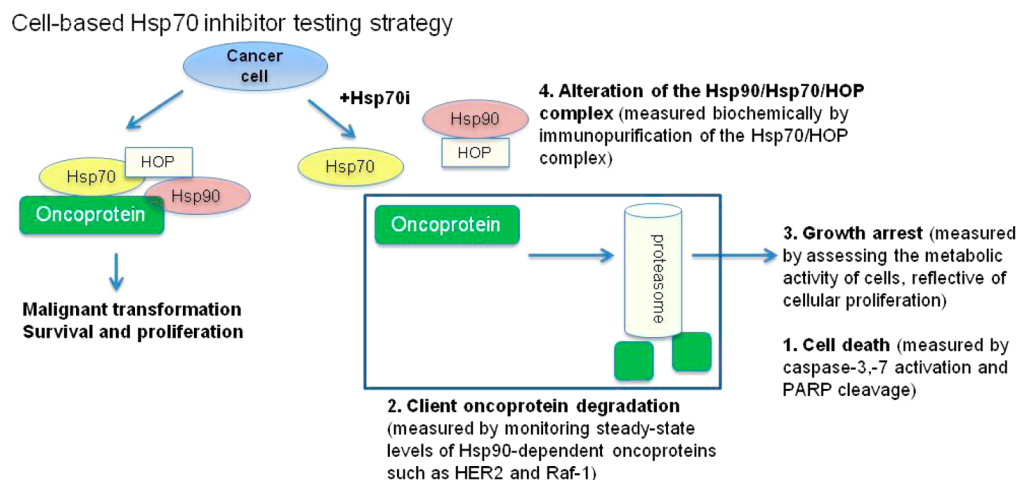 Cell-based Hsp70 inhibitor testing strategy
Cancer
cell
+Hsp70i
Hsp90
HOP
4. Alteration of the Hsp90/Hsp70/HOP
complex (measured biochemically by
immunopurification of the Hsp70/HOP
complex)
HOP
Hsp70
Hsp90
Oncoprotein
Hsp70
Oncoprotein
proteasome
Malignant transformation
Survival and proliferation
3. Growth arrest (measured
by assessing the metabolic
activity of cells, reflective of
cellular proliferation)
1. Cell death (measured by
caspase-3,-7 activation and
PARP cleavage)
2. Client oncoprotein degradation
(measured by monitoring steady-state
levels of Hsp90-dependent oncoproteins
such as HER2 and Raf-1)